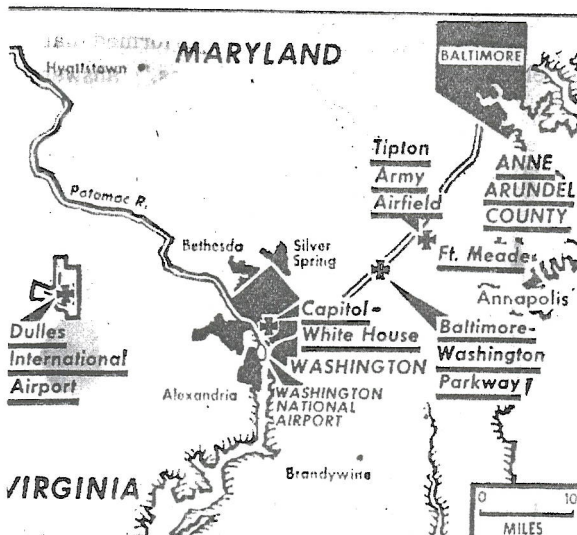 MARYLAND
Hyattstown
BALTIMORE
Tipton
Army
Airfield
ANNE
ARUNDEL
COUNTY
Potomac R.
Bethesda
Silver
Spring
Ft. Meade
Annapolis
Capitol-
White House
WASHINGTON
Dulles
International
Airport
Baltimore-
Washington
Parkway
Alexandria
WASHINGTON
NATIONAL
AIRPORT
Brandywine
VIRGINIA
0 10
MILES